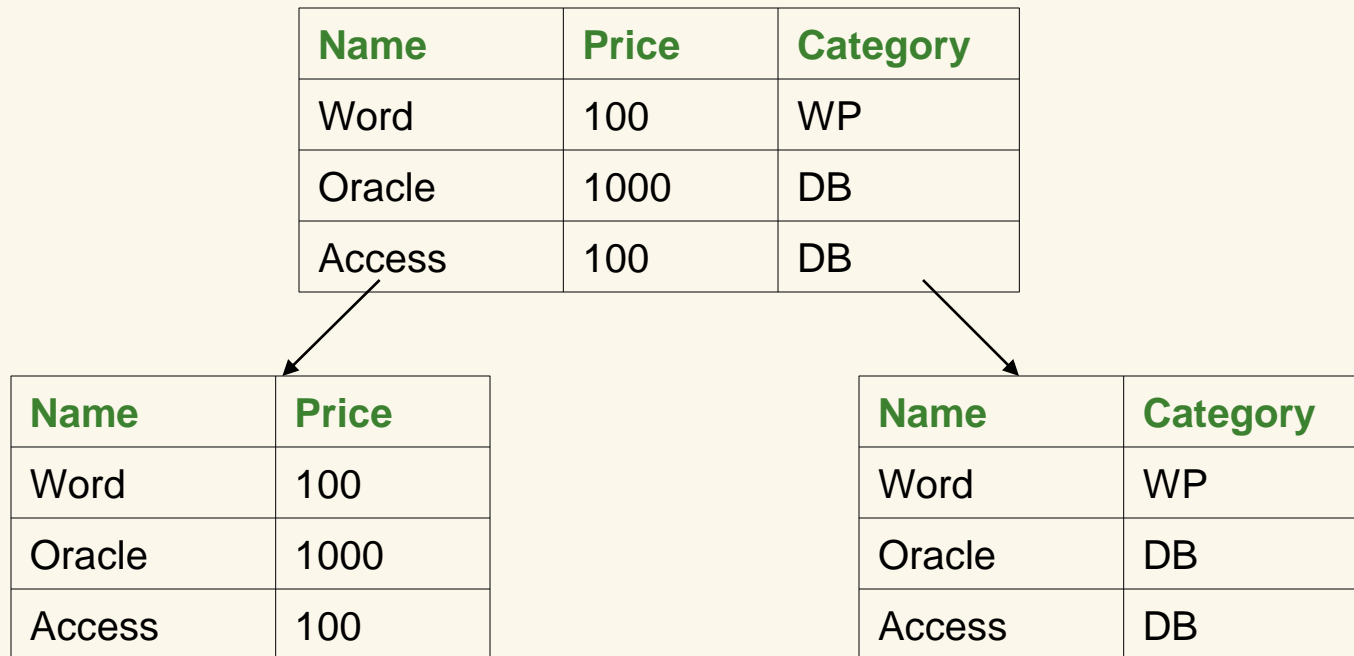 Name Price Category
Word 100 WP
Oracle 1000 DB
Access 100 DB
Name Price
Word 100
Oracle 1000
Access 100
Name Category
Word WP
Oracle DB
Access DB